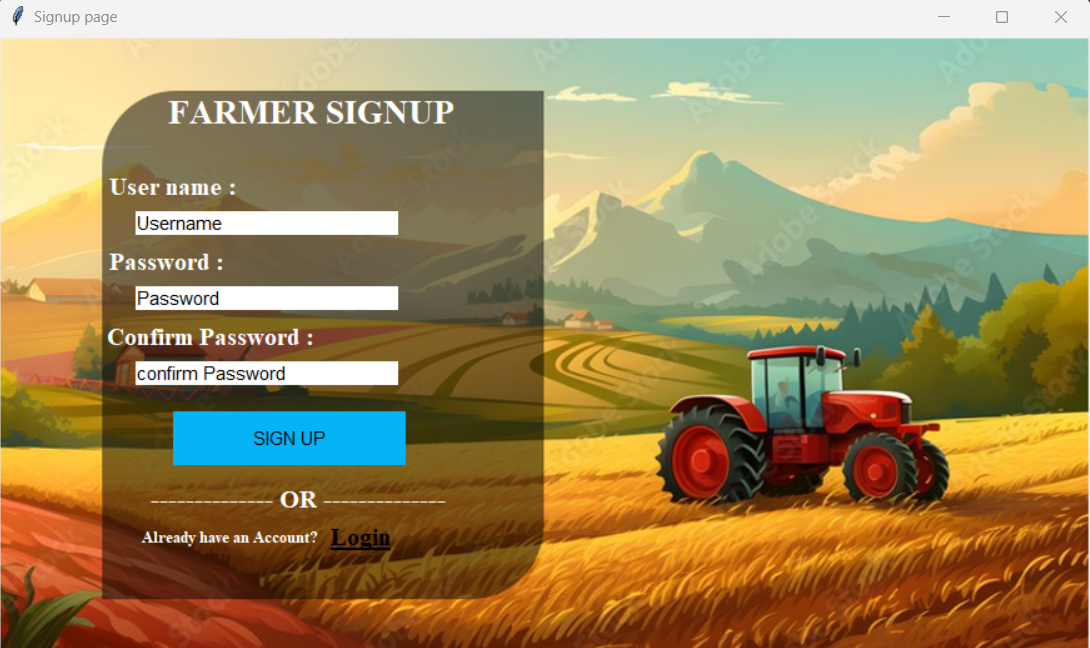 Signup page
FARMER SIGNUP
User name :
Username
Password :
Password
Confirm Password :
confirm Password
SIGN UP
-------------- OR --------------
Already have an Account? Login
Adobe Stock